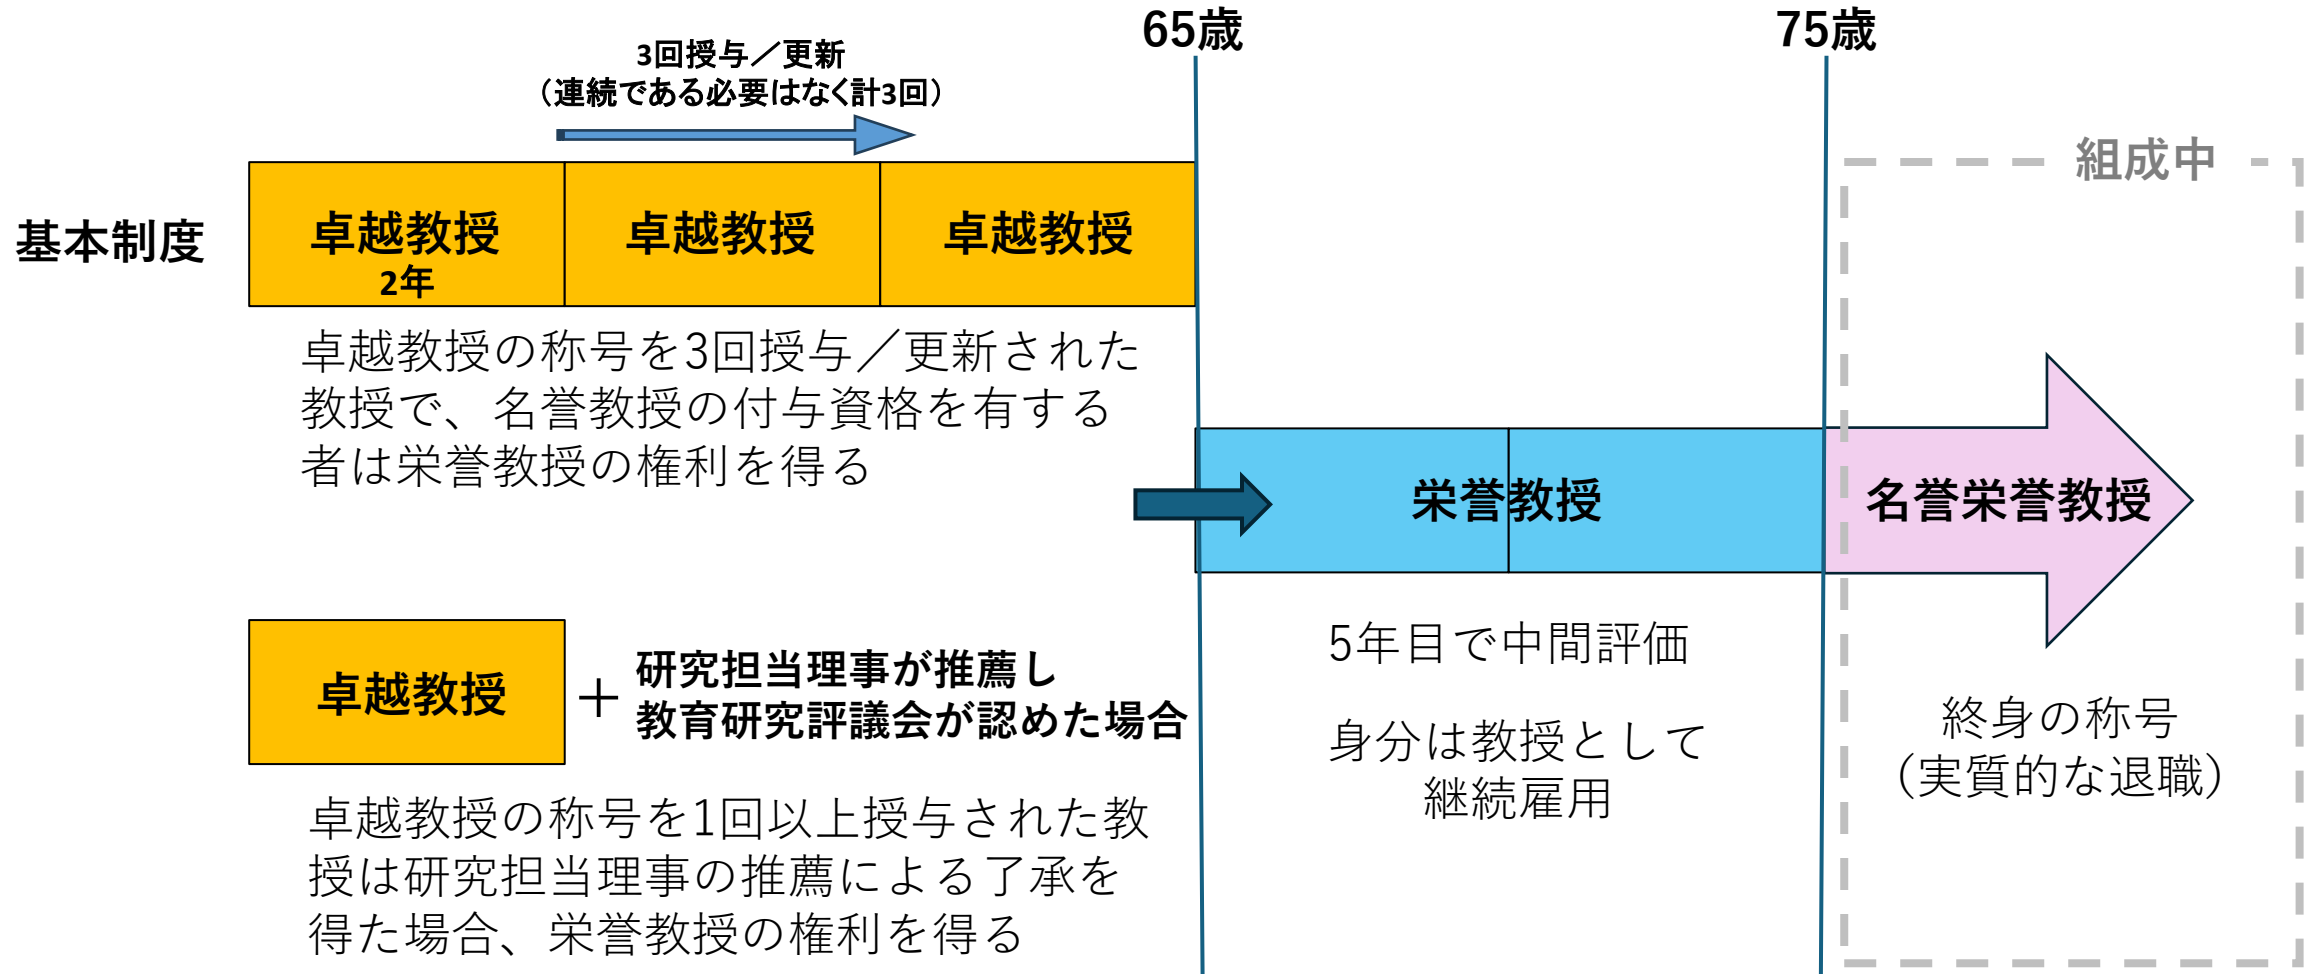 65歳
75歳
3回授与／更新
（連続である必要はなく計3回）
組成中
基本制度
卓越教授
2年
卓越教授
卓越教授
卓越教授の称号を3回授与／更新された
教授で、名誉教授の付与資格を有する
者は栄誉教授の権利を得る
栄誉教授
名誉栄誉教授
5年目で中間評価
身分は教授として
継続雇用
終身の称号
（実質的な退職）
卓越教授
＋
研究担当理事が推薦し
教育研究評議会が認めた場合
卓越教授の称号を1回以上授与された教
授は研究担当理事の推薦による了承を
得た場合、栄誉教授の権利を得る